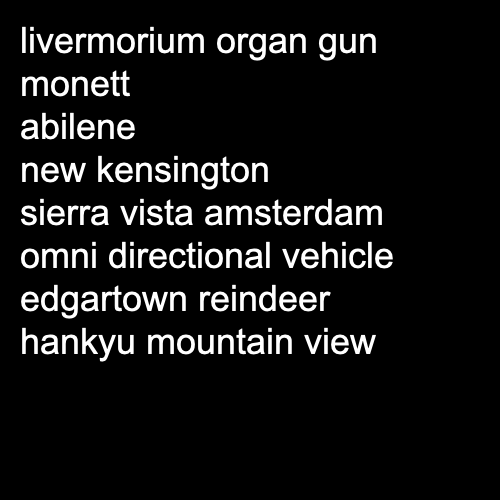 livermorium organ gun
monett
abilene
new kensington
sierra vista amsterdam
omni directional vehicle
edgartown reindeer
hankyu mountain view